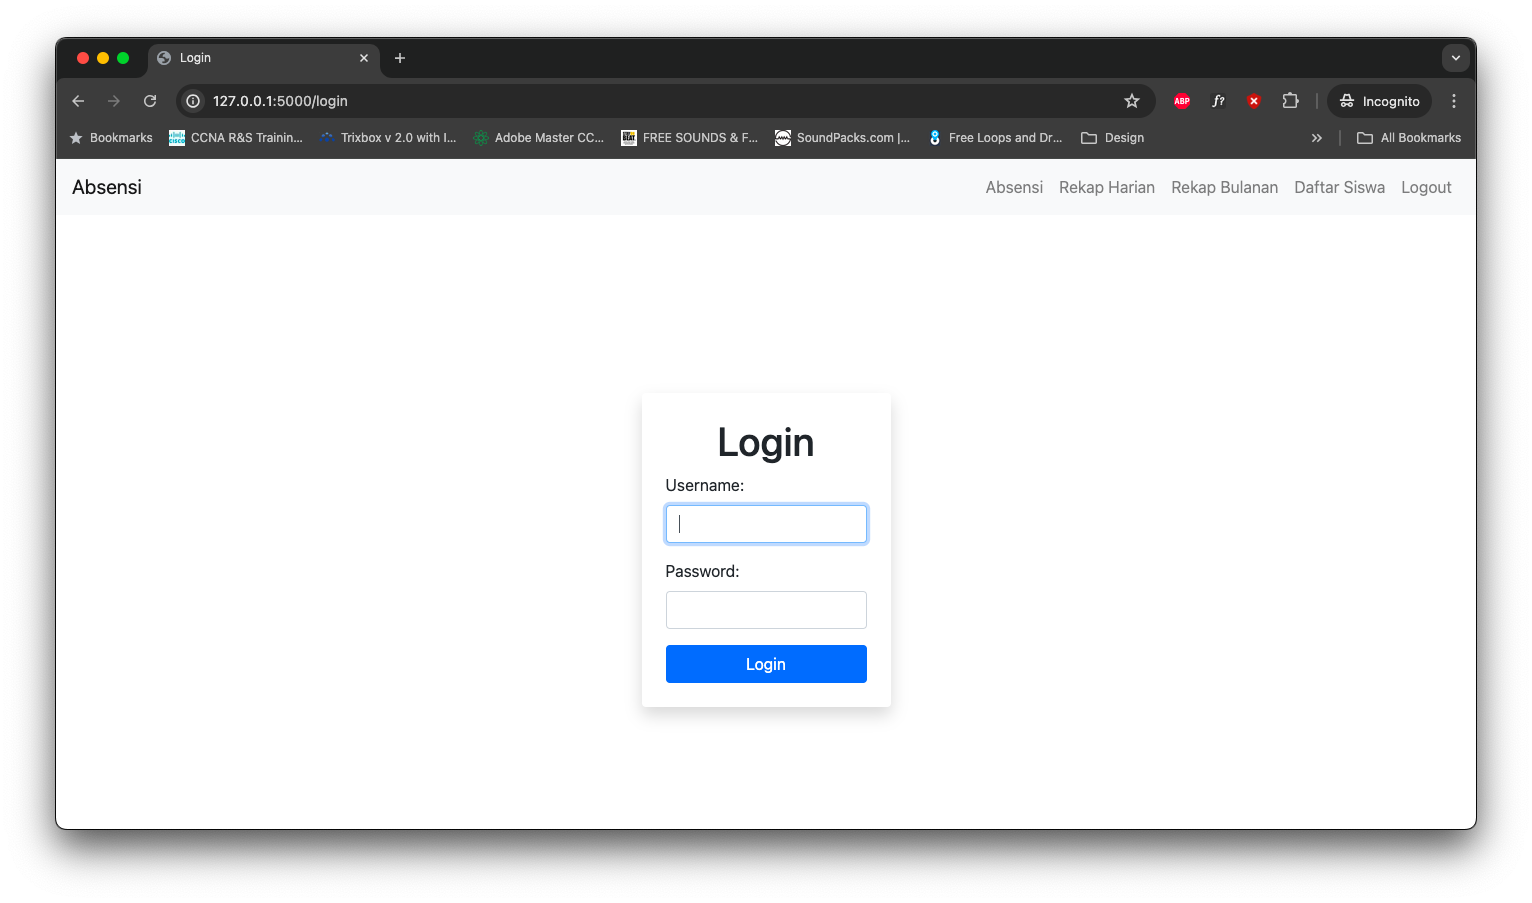 Login
127.0.0.1:5000/login
ABP
f?
Incognito
Bookmarks
CCNA R&S Trainin...
Trixbox v 2.0 with I...
Adobe Master CC...
FREE SOUNDS & F...
SoundPacks.com |...
Free Loops and Dr...
Design
All Bookmarks
Absensi
Absensi
Rekap Harian
Rekap Bulanan
Daftar Siswa
Logout
Login
Username:
Password:
Login